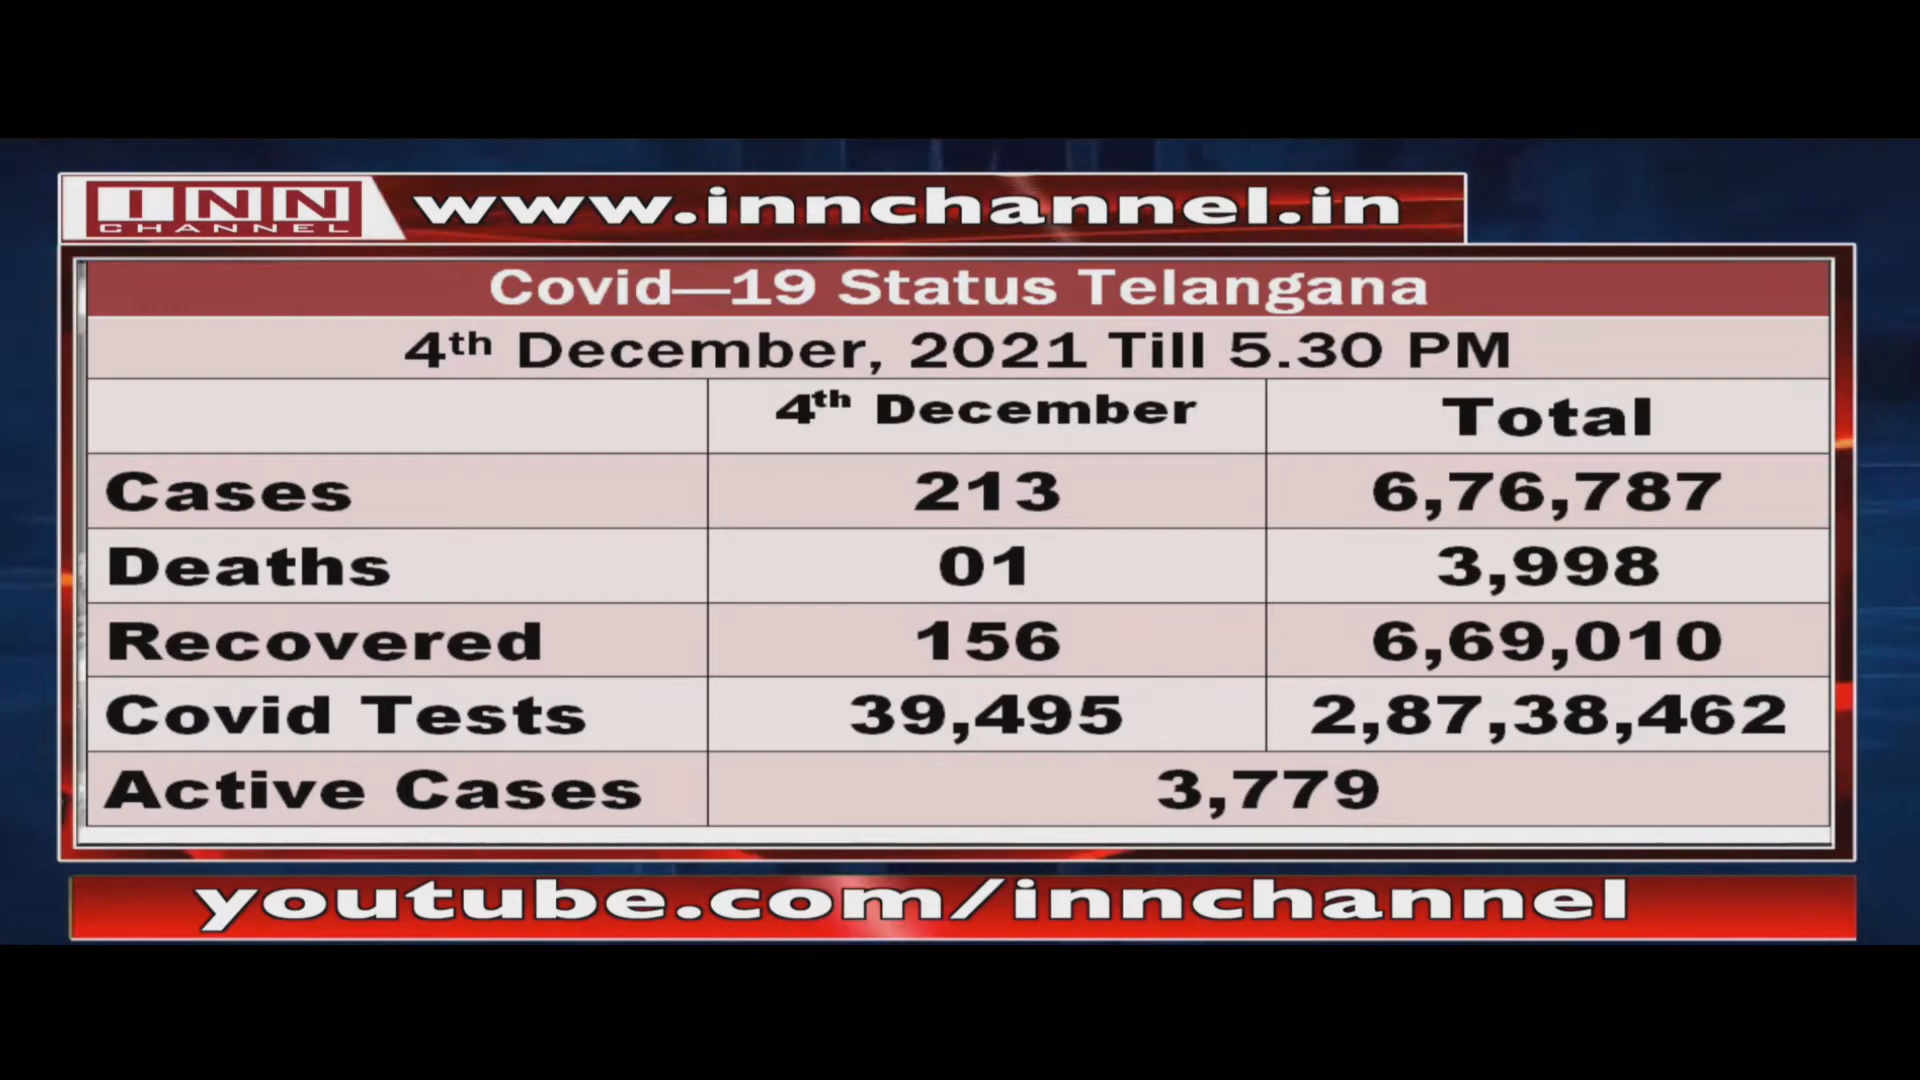 INN
CHANNEL
www.innchannel.in
Covid—19 Status Telangana
4th December, 2021 Till 5.30 PM
4th December Total
Cases 213 6,76,787
Deaths 01 3,998
Recovered 156 6,69,010
Covid Tests 39,495 2,87,38,462
Active Cases 3,779
youtube.com/innchannel